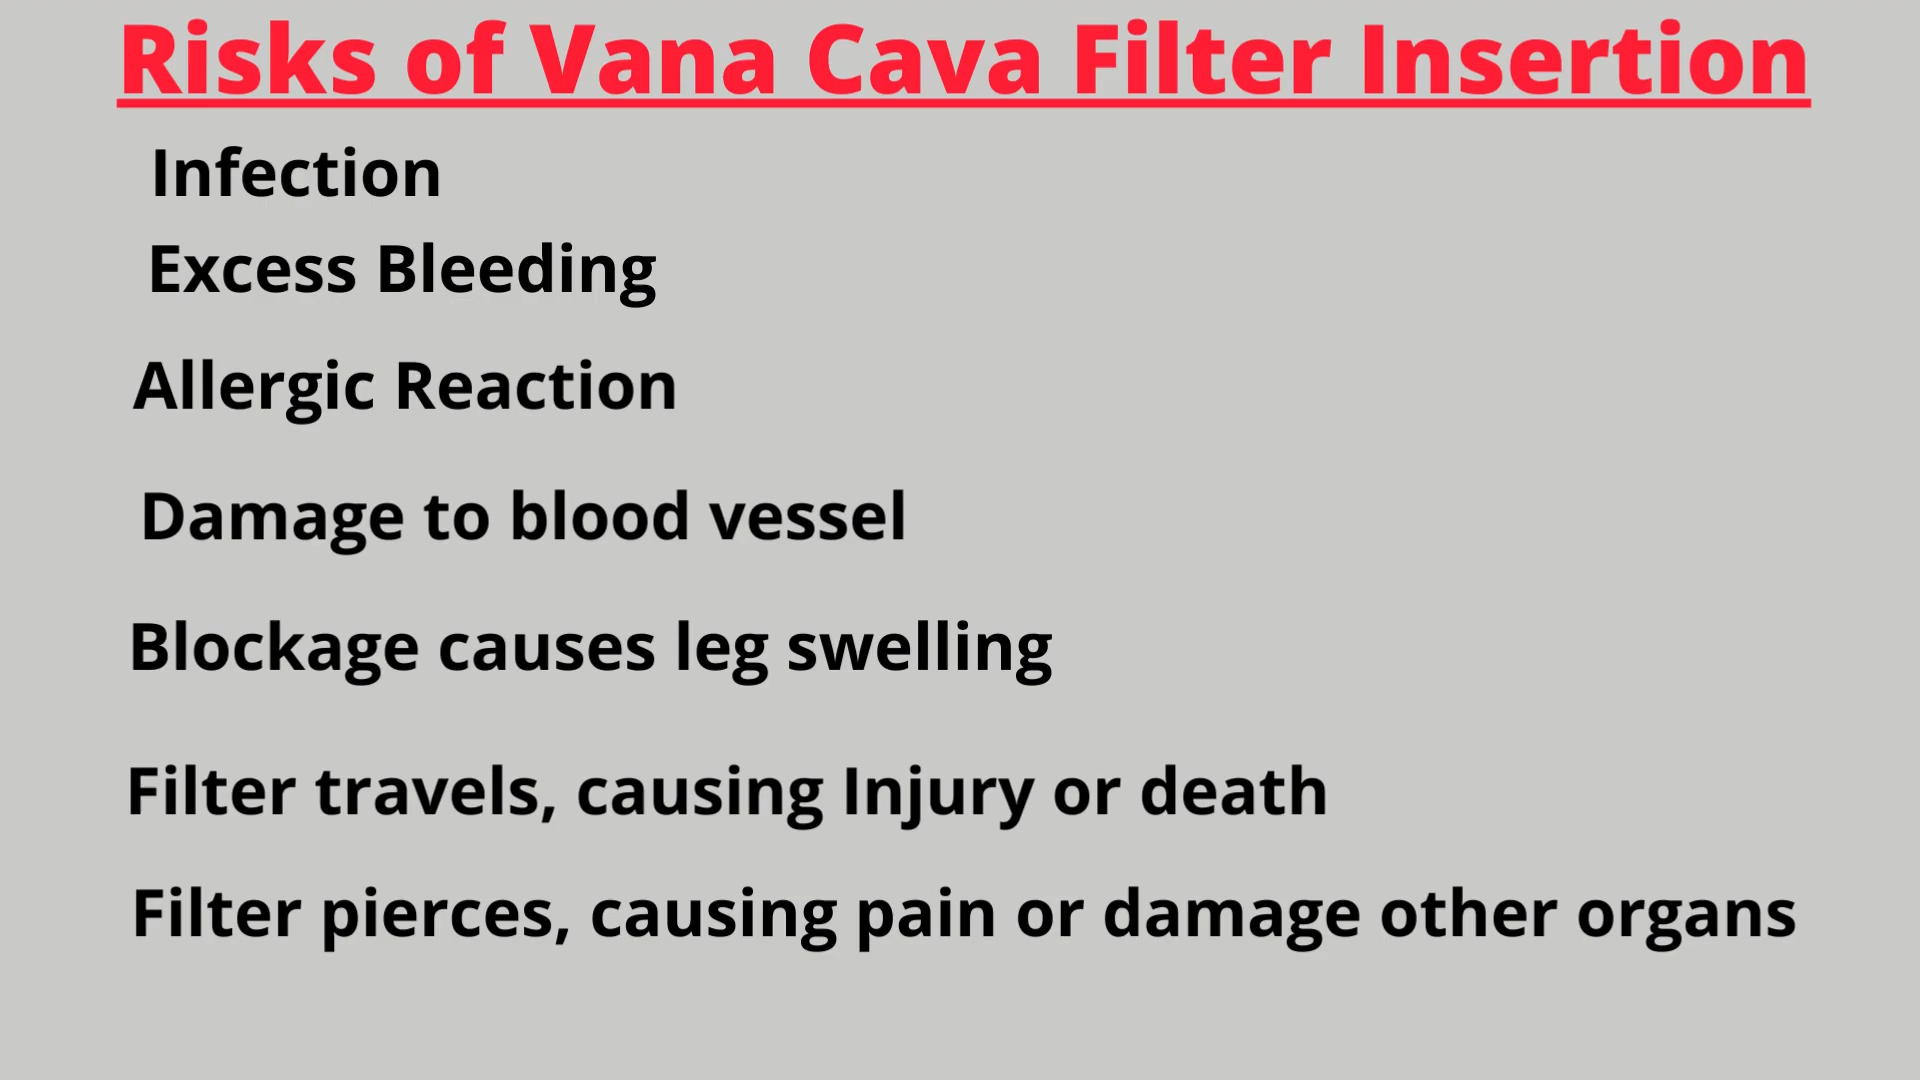 Risks of Vana Cava Filter Insertion
Infection
Excess Bleeding
Allergic Reaction
Damage to blood vessel
Blockage causes leg swelling
Filter travels, causing Injury or death
Filter pierces, causing pain or damage other organs